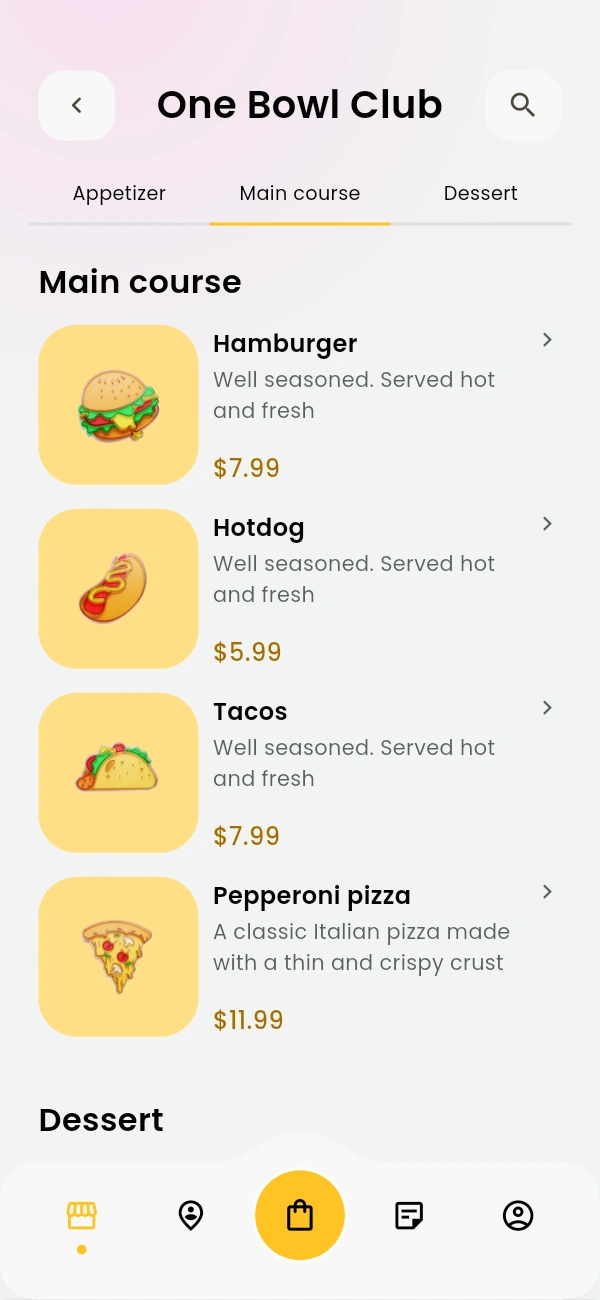 One Bowl Club
Appetizer
Main course
Dessert
Main course
Hamburger
Well seasoned. Served hot
and fresh
$7.99
Hotdog
Well seasoned. Served hot
and fresh
$5.99
Tacos
Well seasoned. Served hot
and fresh
$7.99
Pepperoni pizza
A classic Italian pizza made
with a thin and crispy crust
$11.99
Dessert